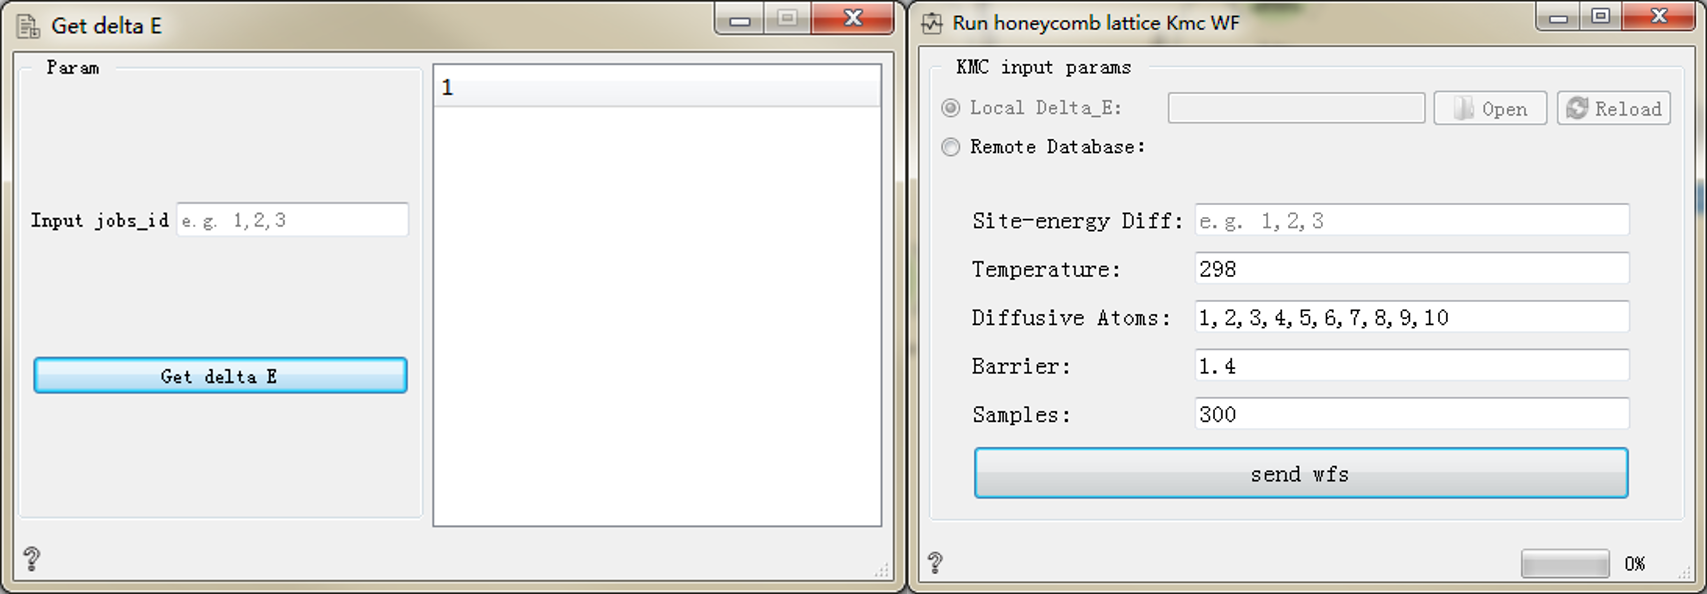 Get delta E
Param
1
Input jobs_id e.g. 1,2,3
Get delta E
?
Run honeycomb lattice Kmc WF
KMC input params
Local Delta_E: Open Reload
Remote Database:
Site-energy Diff: e.g. 1,2,3
Temperature: 298
Diffusive Atoms: 1,2,3,4,5,6,7,8,9,10
Barrier: 1.4
Samples: 300
send wfs
? 0%